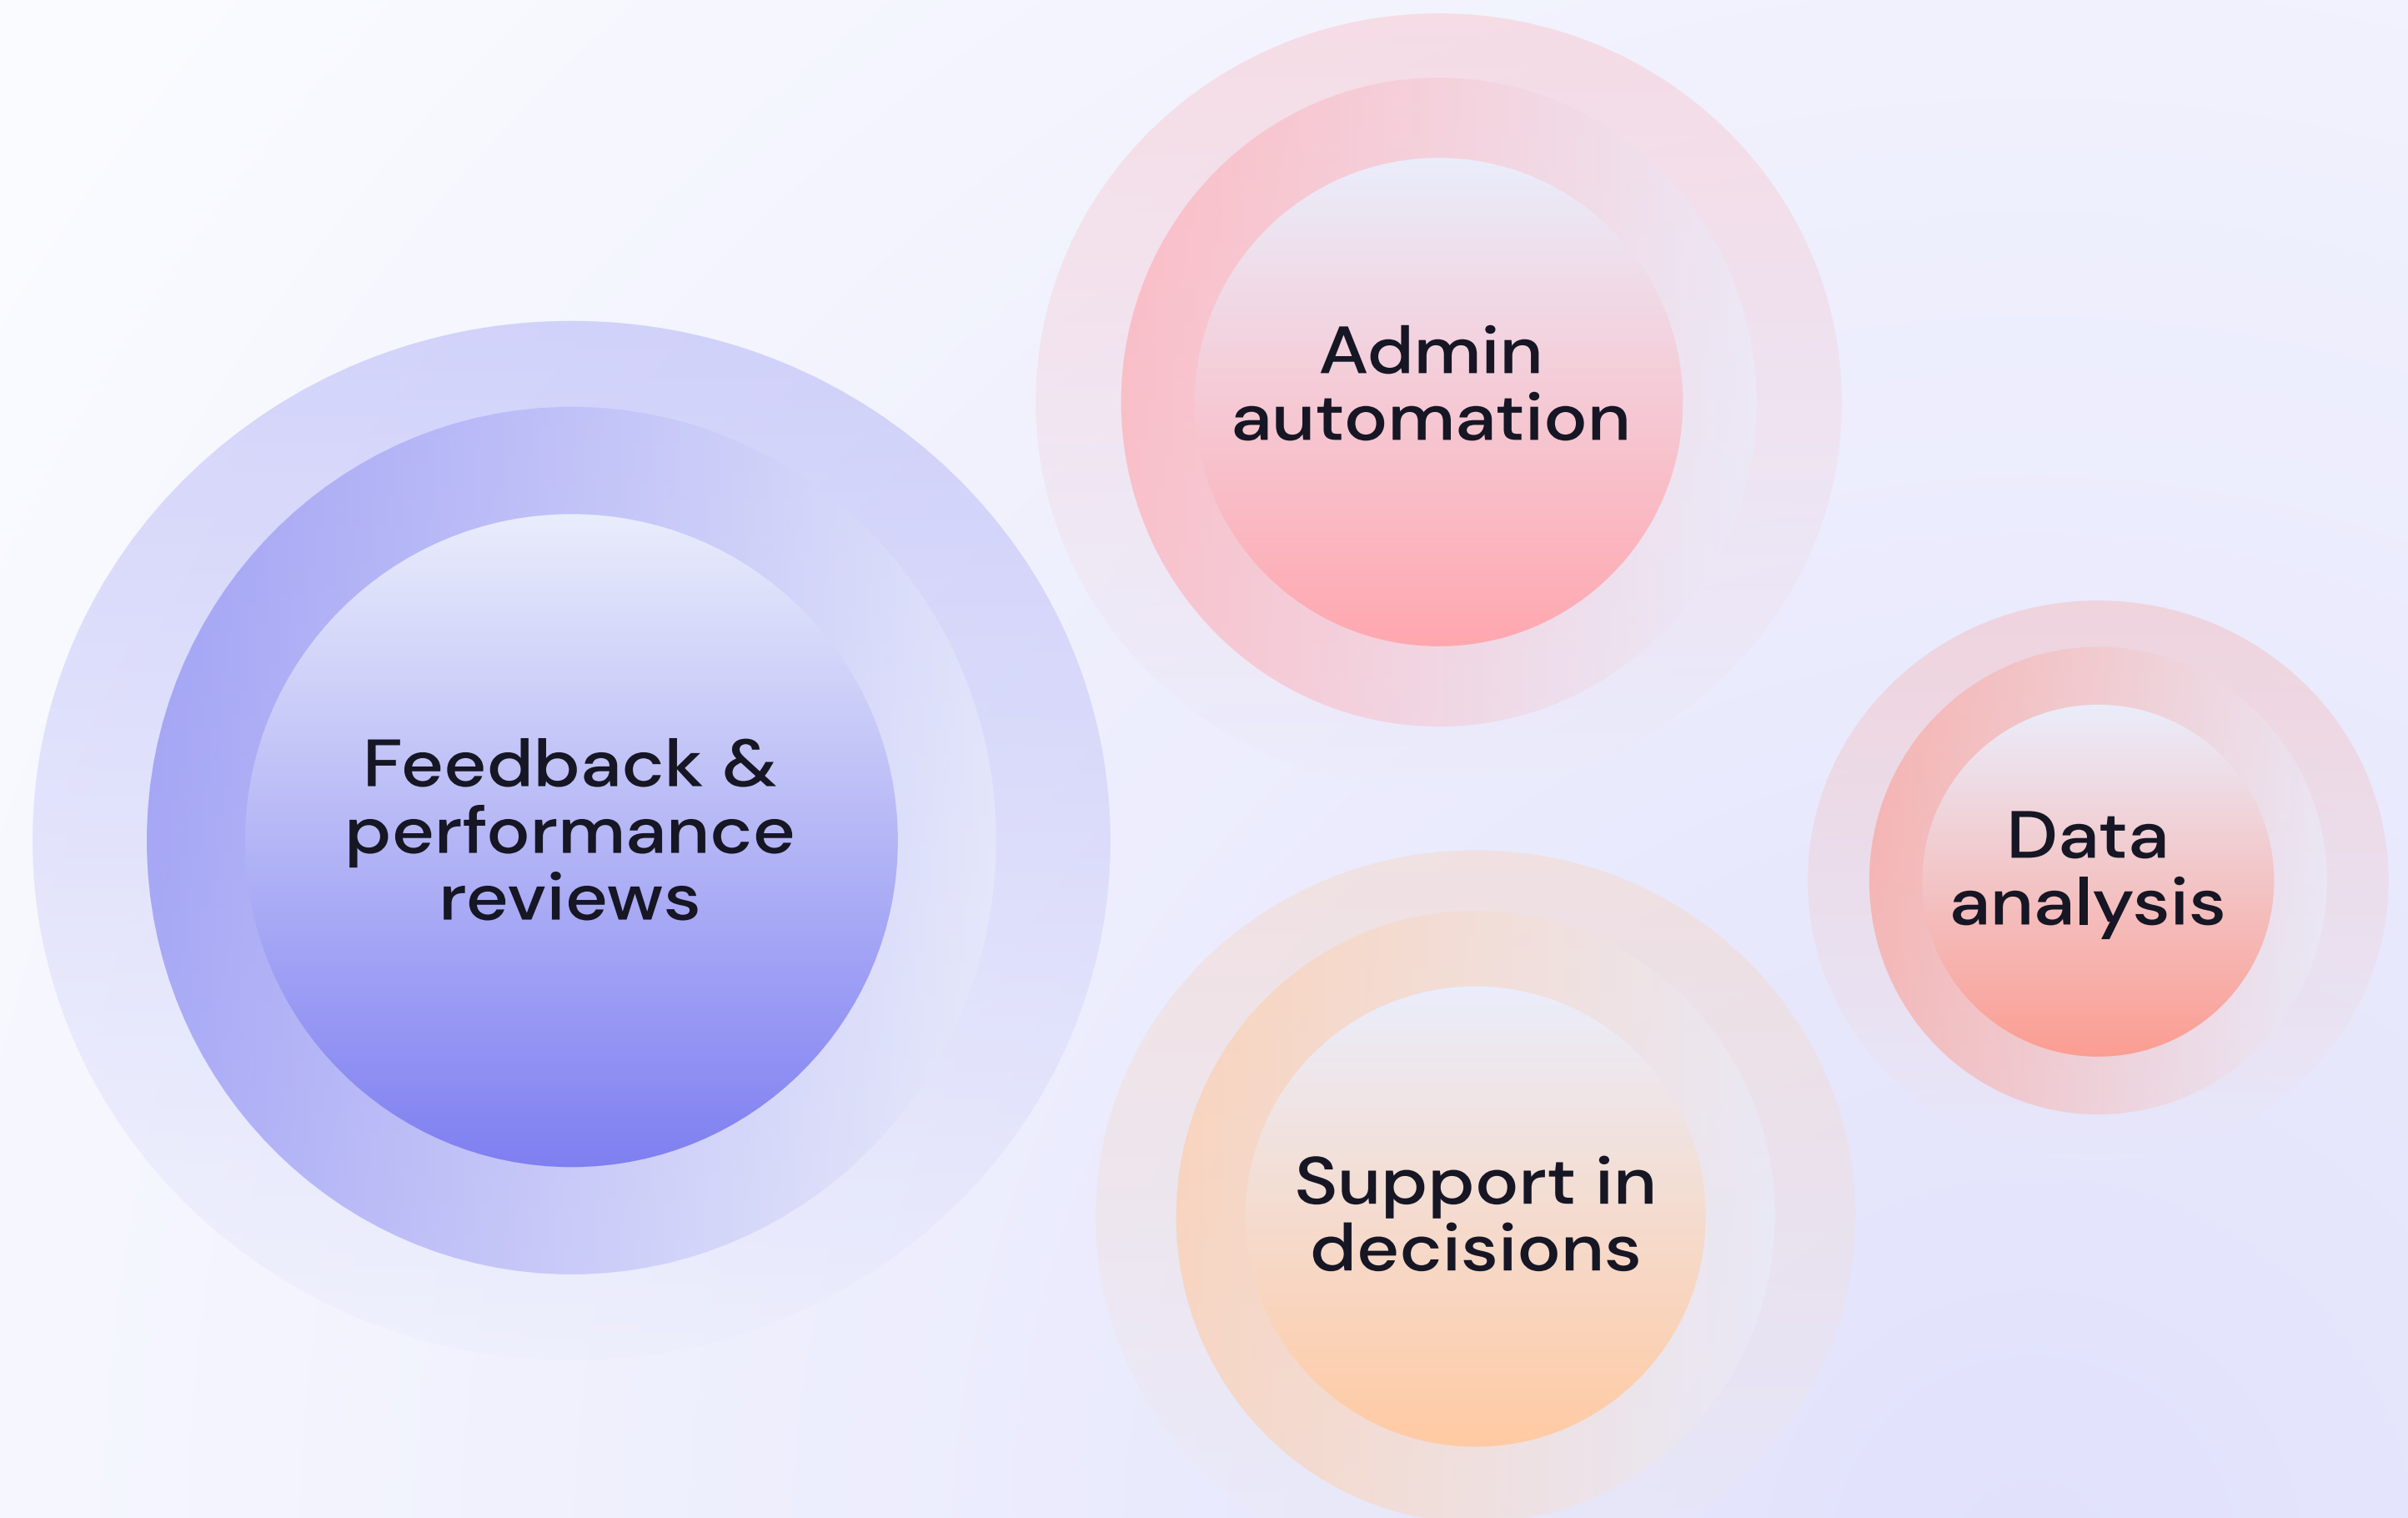 Admin
automation
Feedback &
performance
reviews
Data
analysis
Support in
decisions